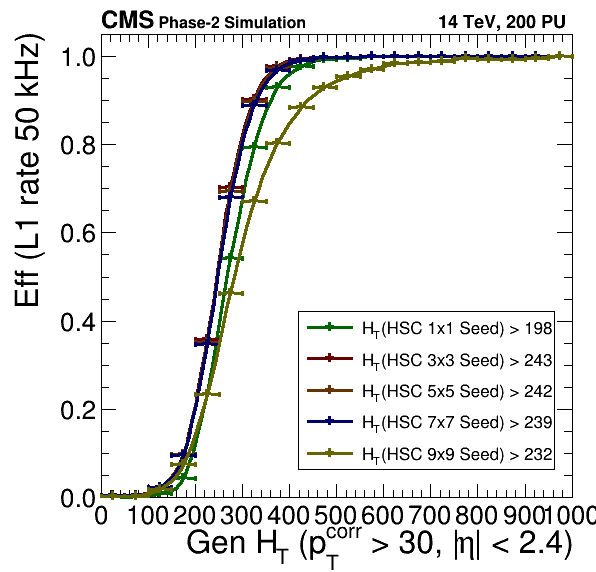 CMS Phase-2 Simulation 14 TeV, 200 PU
Eff (L1 rate 50 kHz)
1.0
0.8
0.6
0.4
0.2
0.0
H_T(HSC 1x1 Seed) > 198
H_T(HSC 3x3 Seed) > 243
H_T(HSC 5x5 Seed) > 242
H_T(HSC 7x7 Seed) > 239
H_T(HSC 9x9 Seed) > 232
0 100 200 300 400 500 600 700 800 900 1000
Gen H_T (p_T^corr > 30, |η| < 2.4)